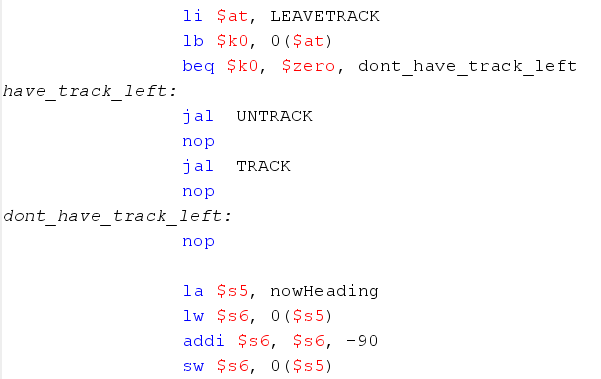 li $at, LEAVETRACK
lb $k0, 0($at)
beq $k0, $zero, dont_have_track_left
have_track_left:
jal UNTRACK
nop
jal TRACK
nop
dont_have_track_left:
nop
la $s5, nowHeading
lw $s6, 0($s5)
addi $s6, $s6, -90
sw $s6, 0($s5)